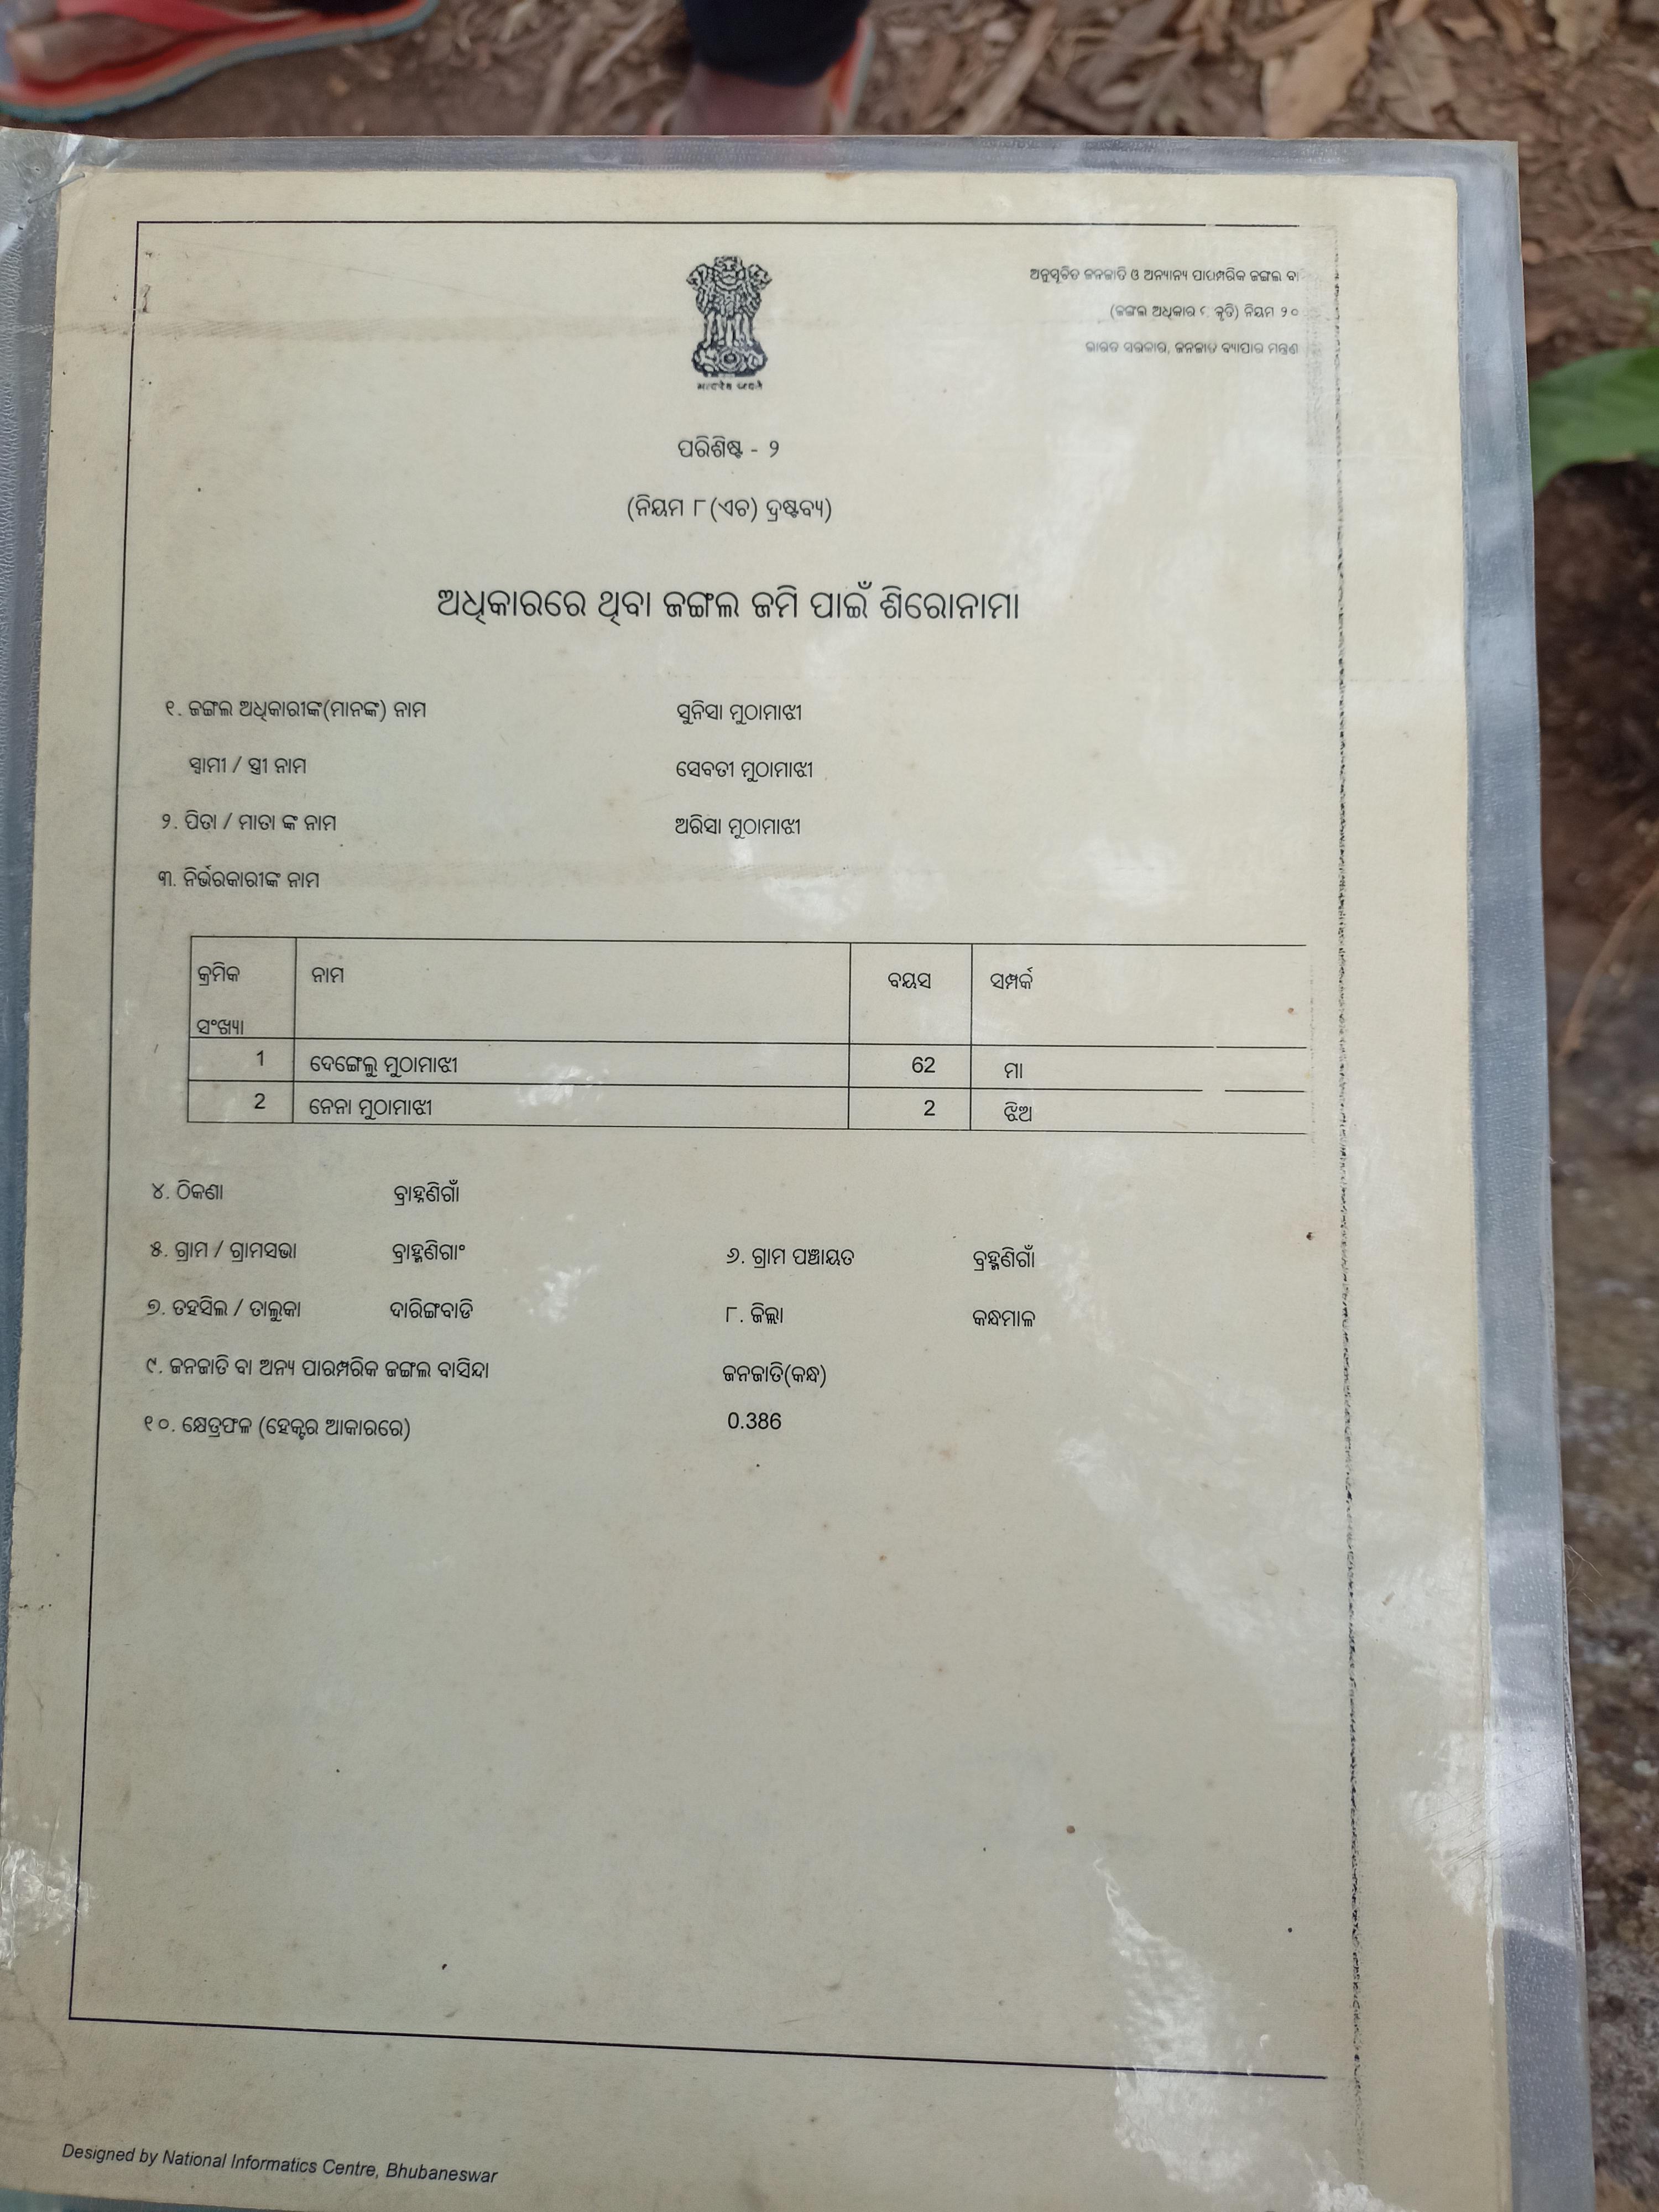 ଅନୁସୂଚିତ ଜନଜାତି ଓ ଅନ୍ୟାନ୍ୟ ପାରମ୍ପରିକ ଜଙ୍ଗଲ ବା
(ଜଙ୍ଗଲ ଅଧିକାର କୃତି) ନିୟମ ୨୦
ଭାରତ ସରକାର, ଜନଜାତି ବ୍ୟାପାର ମନ୍ତ୍ରଣ
ପରିଶିଷ୍ଟ - ୨
(ନିୟମ ୮(ଏଚ) ଦ୍ରଷ୍ଟବ୍ୟ)
ଅଧିକାରରେ ଥିବା ଜଙ୍ଗଲ ଜମି ପାଇଁ ଶିରୋନାମା
୧. ଜଙ୍ଗଲ ଅଧିକାରୀଙ୍କ(ମାନଙ୍କ) ନାମ ସୁନିସା ମୁଠାମାଝୀ
ସ୍ଵାମୀ / ସ୍ତ୍ରୀ ନାମ ସେବତୀ ମୁଠାମାଝୀ
୨. ପିତା / ମାତା ଙ୍କ ନାମ ଅରିସା ମୁଠାମାଝୀ
୩. ନିର୍ଭରକାରୀଙ୍କ ନାମ
କ୍ରମିକ ସଂଖ୍ୟା ନାମ ବୟସ ସମ୍ପର୍କ
1 ଦେଙ୍ଗେଲୁ ମୁଠାମାଝୀ 62 ମା
2 ନେନା ମୁଠାମାଝୀ 2 ଝିଅ
୪. ଠିକଣା ବ୍ରାହ୍ମଣିଗାଁ
୫. ଗ୍ରାମ / ଗ୍ରାମସଭା ବ୍ରାହ୍ମଣିଗାଂ ୬. ଗ୍ରାମ ପଞ୍ଚାୟତ ବ୍ରହ୍ମଣିଗାଁ
୭. ତହସିଲ / ତାଲୁକା ଦାରିଙ୍ଗବାଡି ୮. ଜିଲ୍ଲା କନ୍ଧମାଳ
୯. ଜନଜାତି ବା ଅନ୍ୟ ପାରମ୍ପରିକ ଜଙ୍ଗଲ ବାସିନ୍ଦା ଜନଜାତି(କନ୍ଧ)
୧୦. କ୍ଷେତ୍ରଫଳ (ହେକ୍ଟର ଆକାରରେ) 0.386
Designed by National Informatics Centre, Bhubaneswar